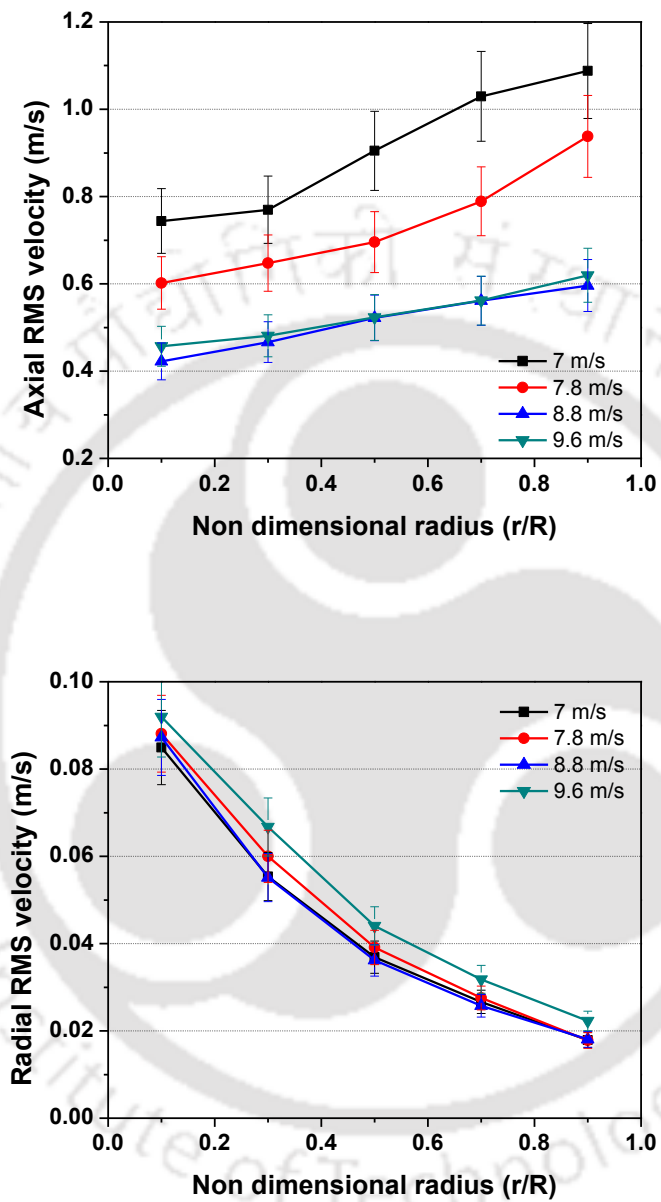 1.2
1.0
0.8
0.6
0.4
0.2
Axial RMS velocity (m/s)
7 m/s
7.8 m/s
8.8 m/s
9.6 m/s
0.0 0.2 0.4 0.6 0.8 1.0
Non dimensional radius (r/R)
0.10
0.08
0.06
0.04
0.02
0.00
Radial RMS velocity (m/s)
7 m/s
7.8 m/s
8.8 m/s
9.6 m/s
0.0 0.2 0.4 0.6 0.8 1.0
Non dimensional radius (r/R)
of Technolo